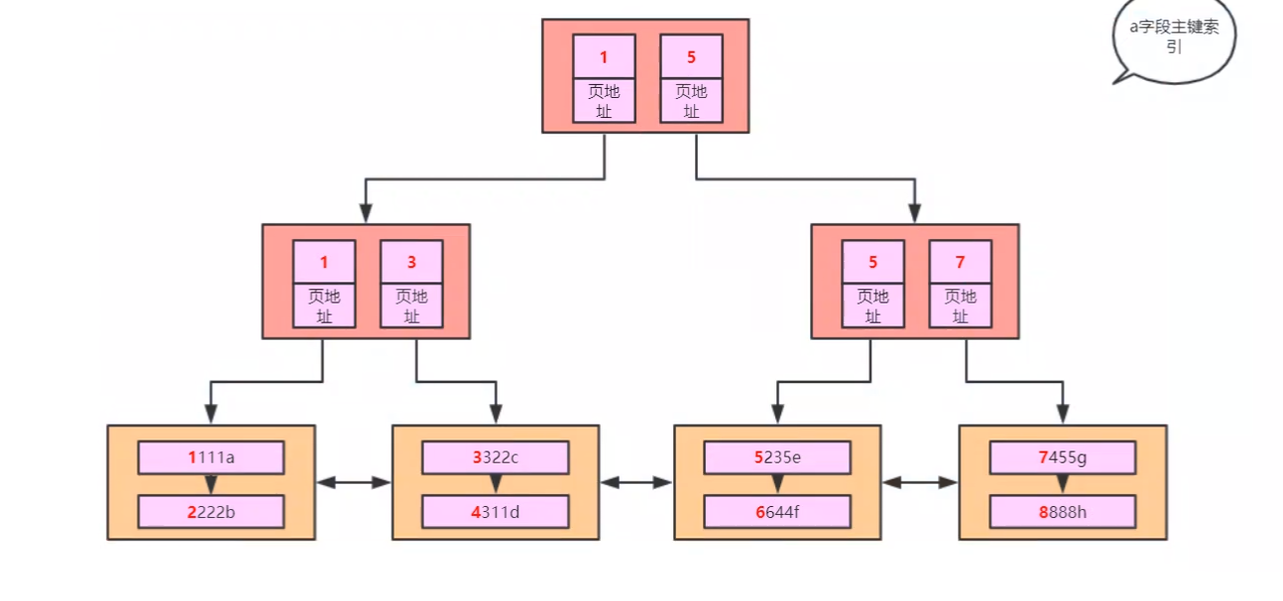 a字段主键索
引
1
5
页地
址
页地
址
1
3
页地
址
页地
址
5
7
页地
址
页地
址
1111a
2222b
3322c
4311d
5235e
6644f
7455g
8888h